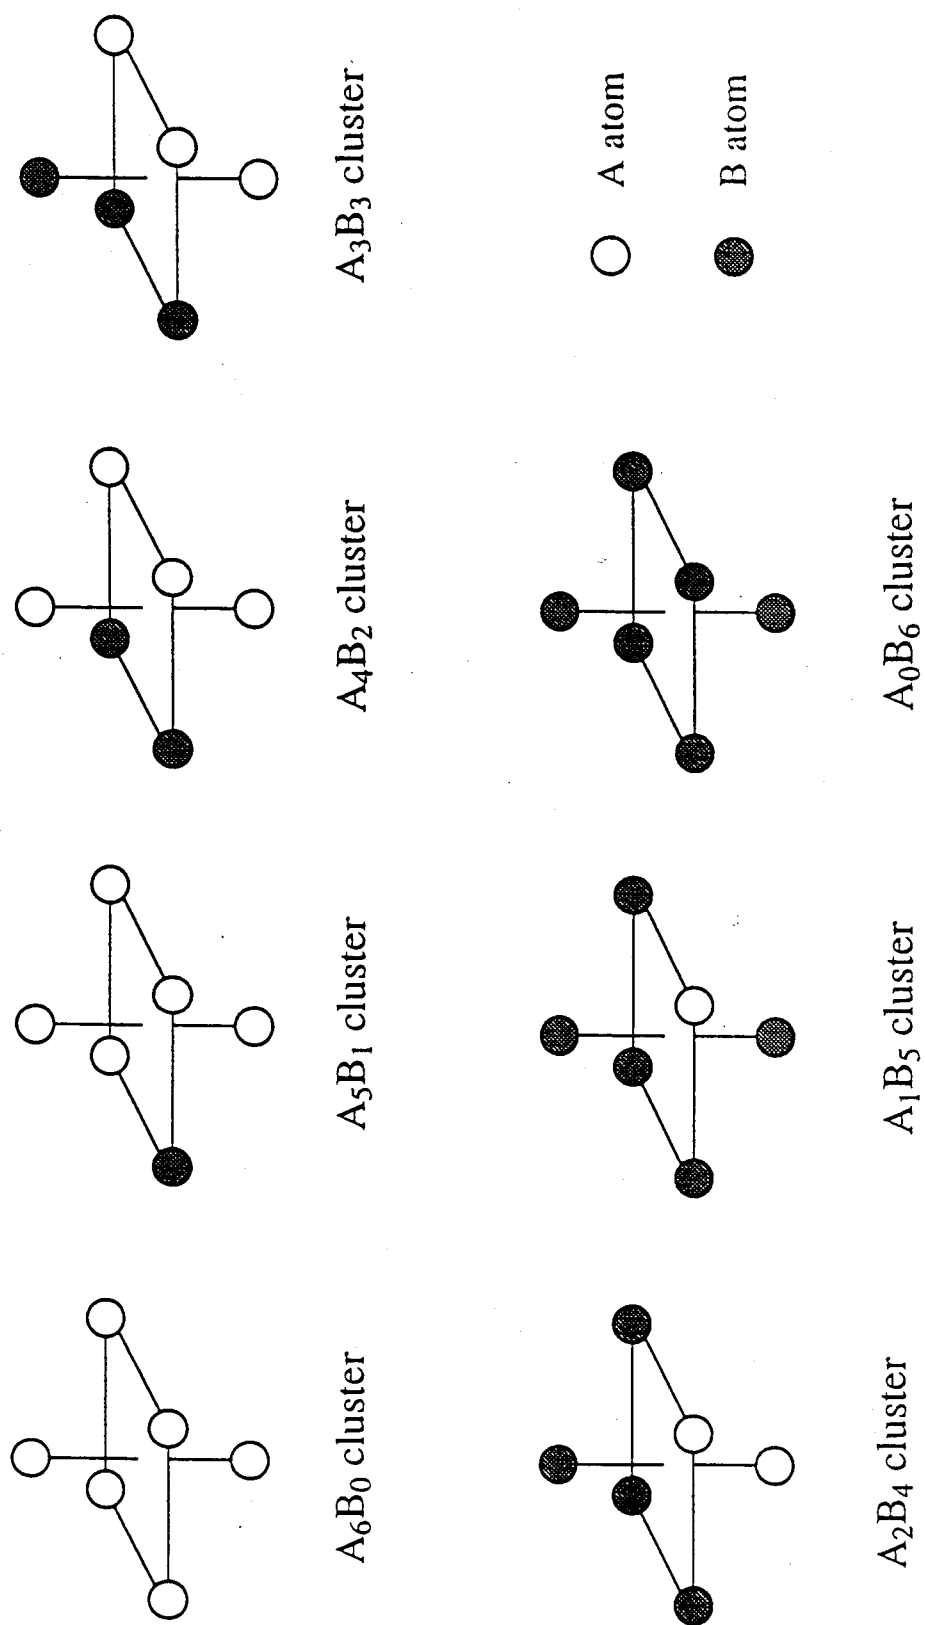 A₆B₀ cluster
A₅B₁ cluster
A₄B₂ cluster
A₃B₃ cluster
A₂B₄ cluster
A₁B₅ cluster
A₀B₆ cluster
A atom
B atom